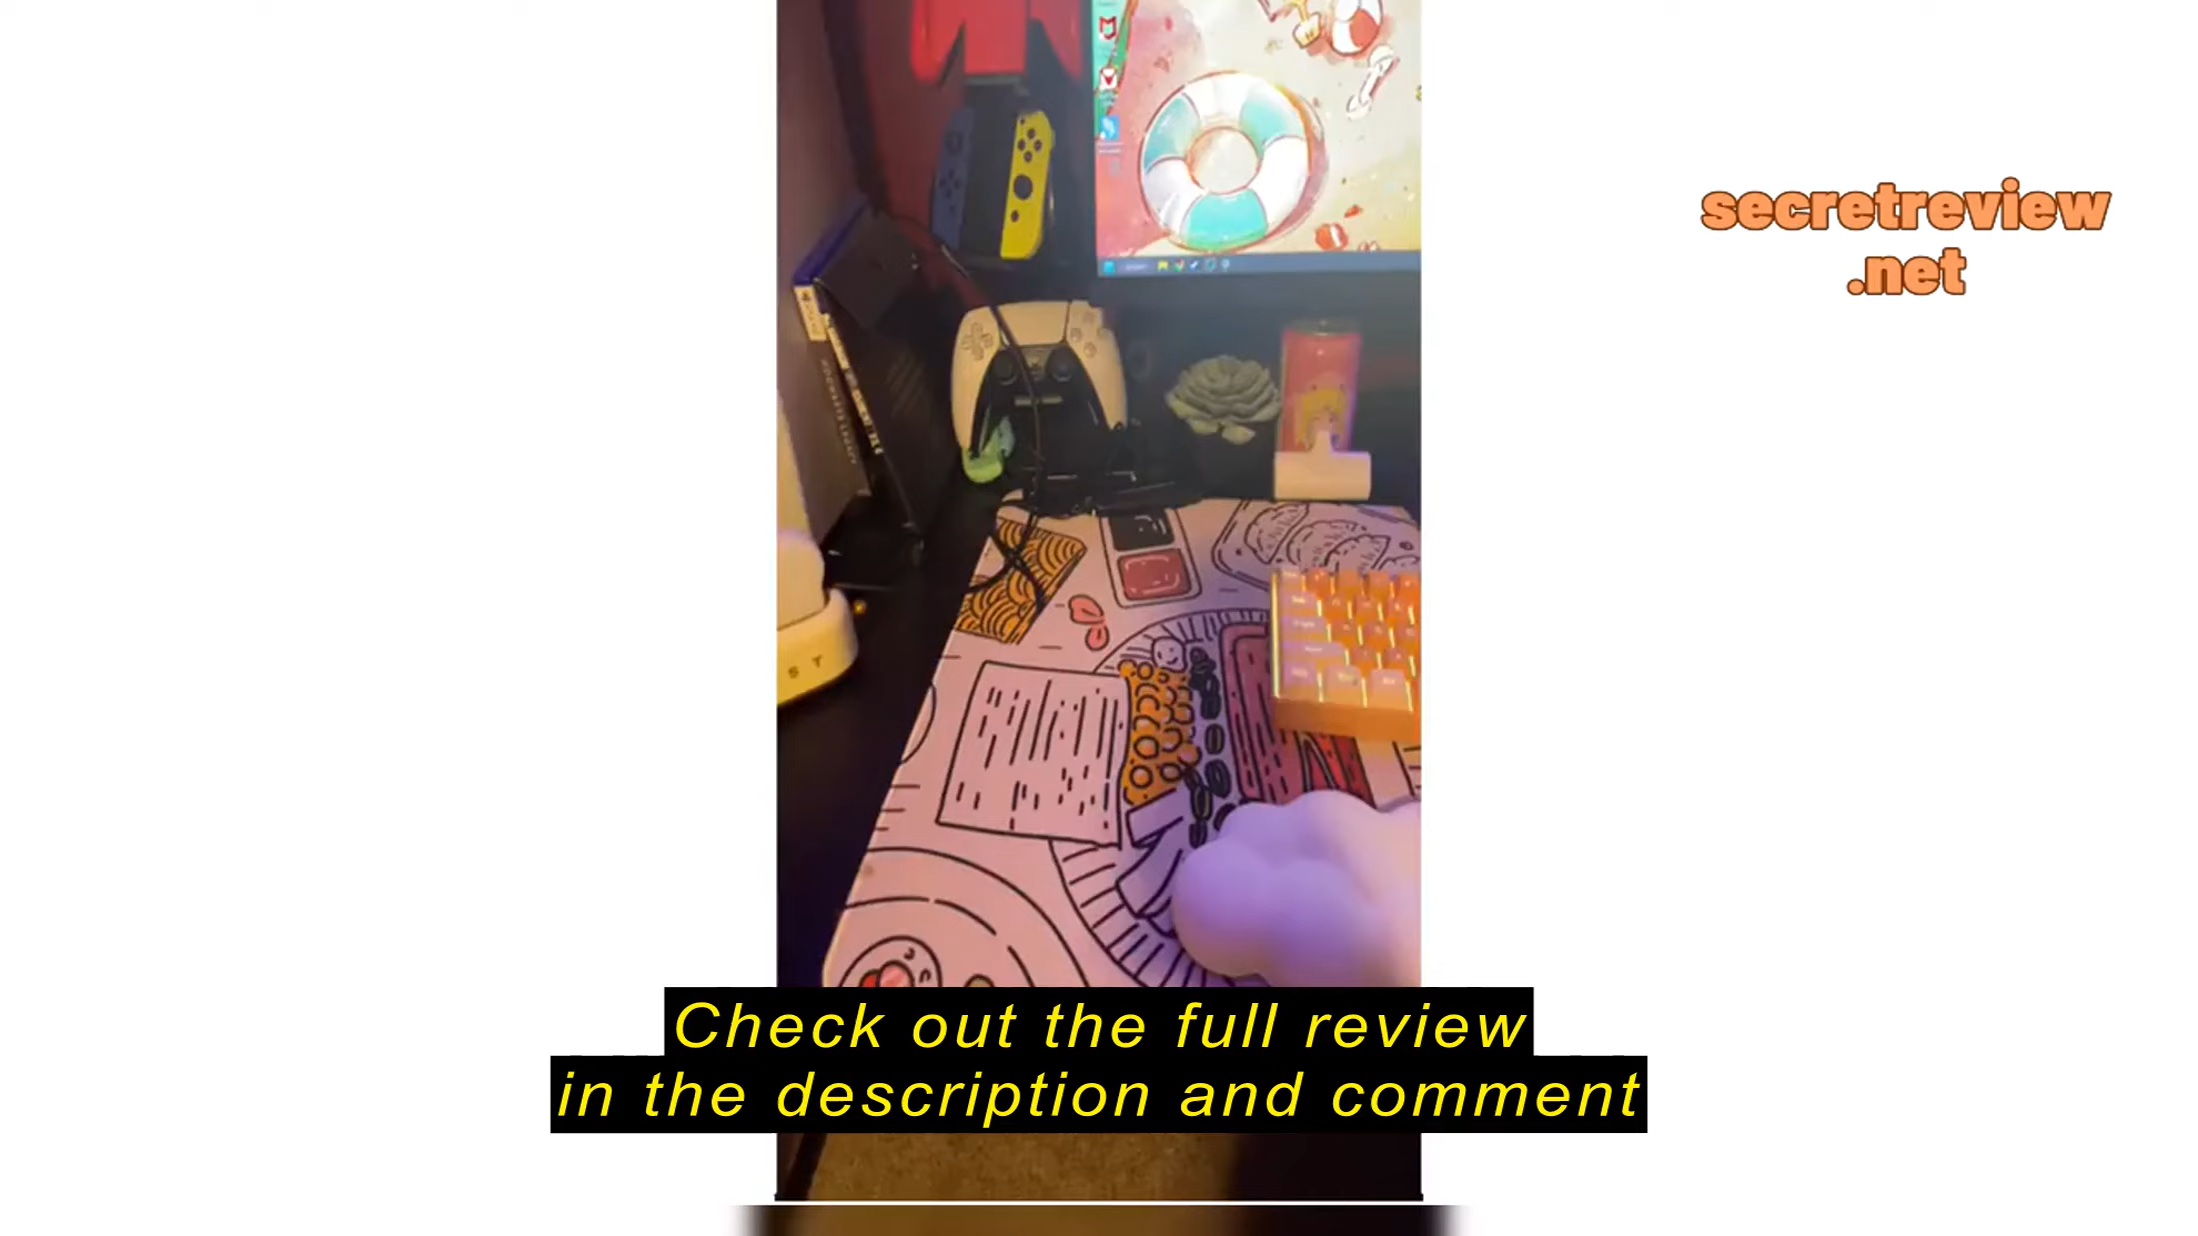 secretreview
.net
S T
Check out the full review
in the description and comment